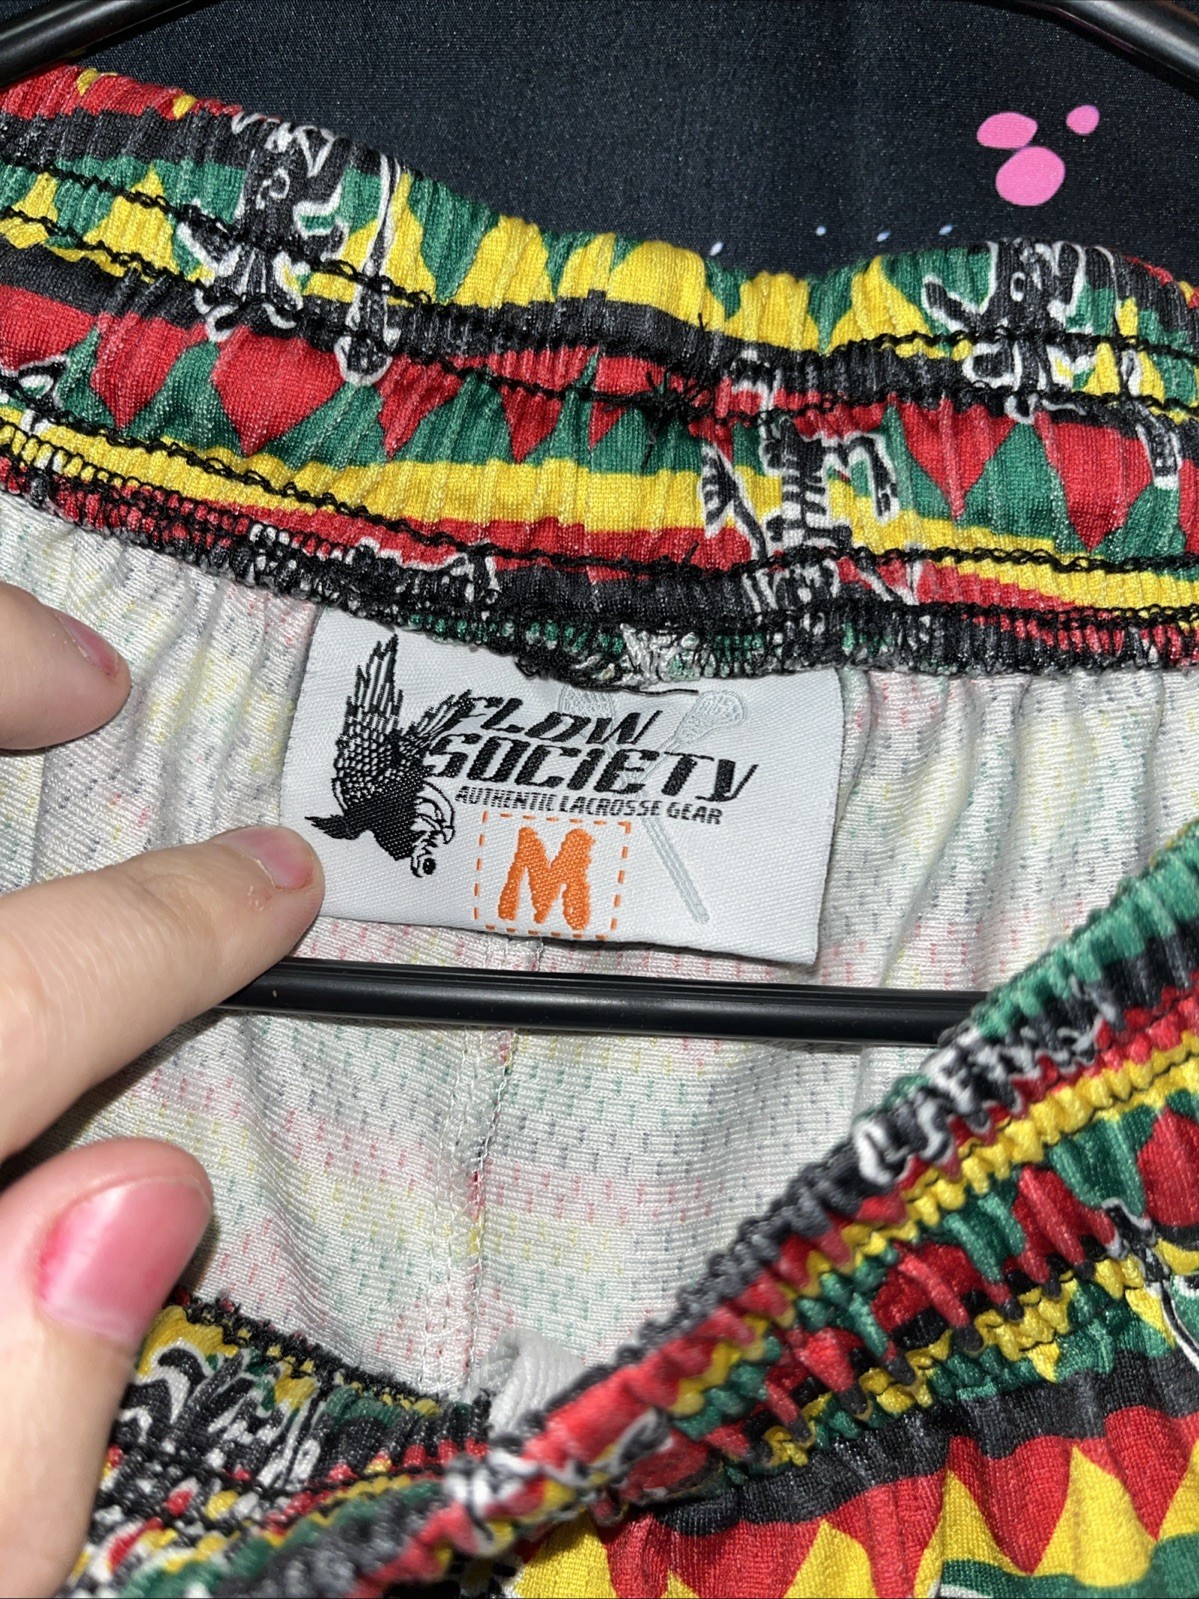 FLOW
SOCIETY
AUTHENTIC LACROSSE GEAR
M